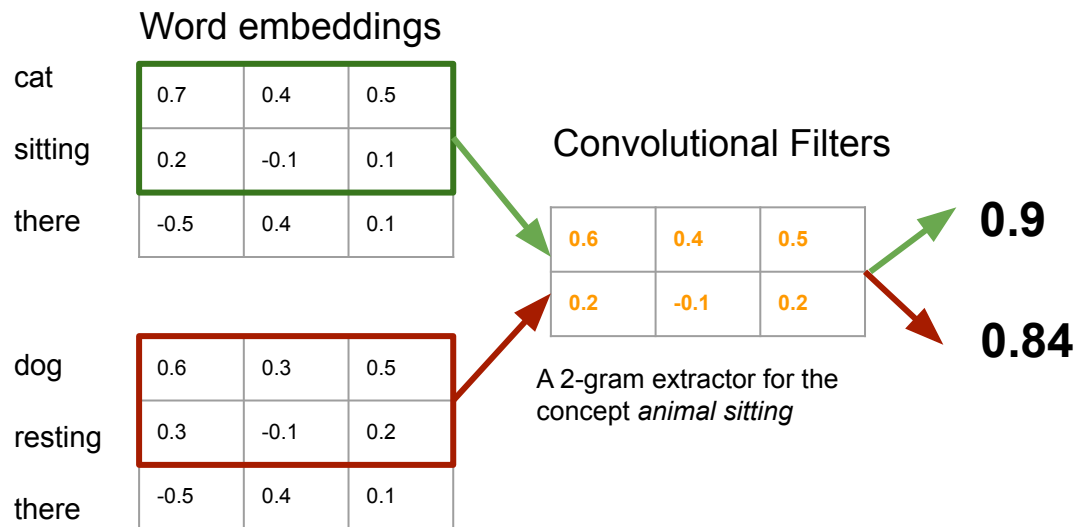 Word embeddings
cat 0.7 0.4 0.5
sitting 0.2 -0.1 0.1
there -0.5 0.4 0.1
dog 0.6 0.3 0.5
resting 0.3 -0.1 0.2
there -0.5 0.4 0.1
Convolutional Filters
0.6 0.4 0.5
0.2 -0.1 0.2
A 2-gram extractor for the
concept animal sitting
0.9
0.84